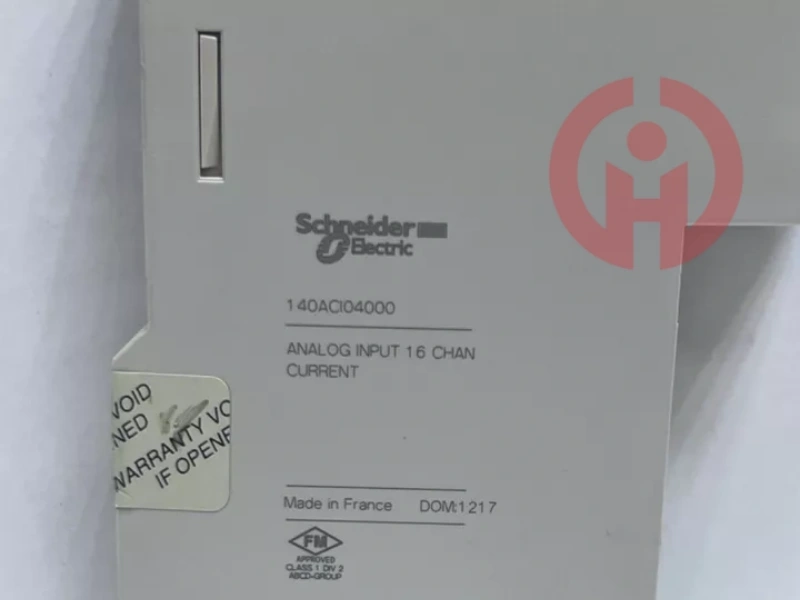 Schneider
Electric
140ACI04000
ANALOG INPUT 16 CHAN
CURRENT
VOID
NED
WARRANTY VO
IF OPENE
Made in France DOM:1217
FM
APPROVED
CLASS 1 DIV 2
ABCD-GROUP